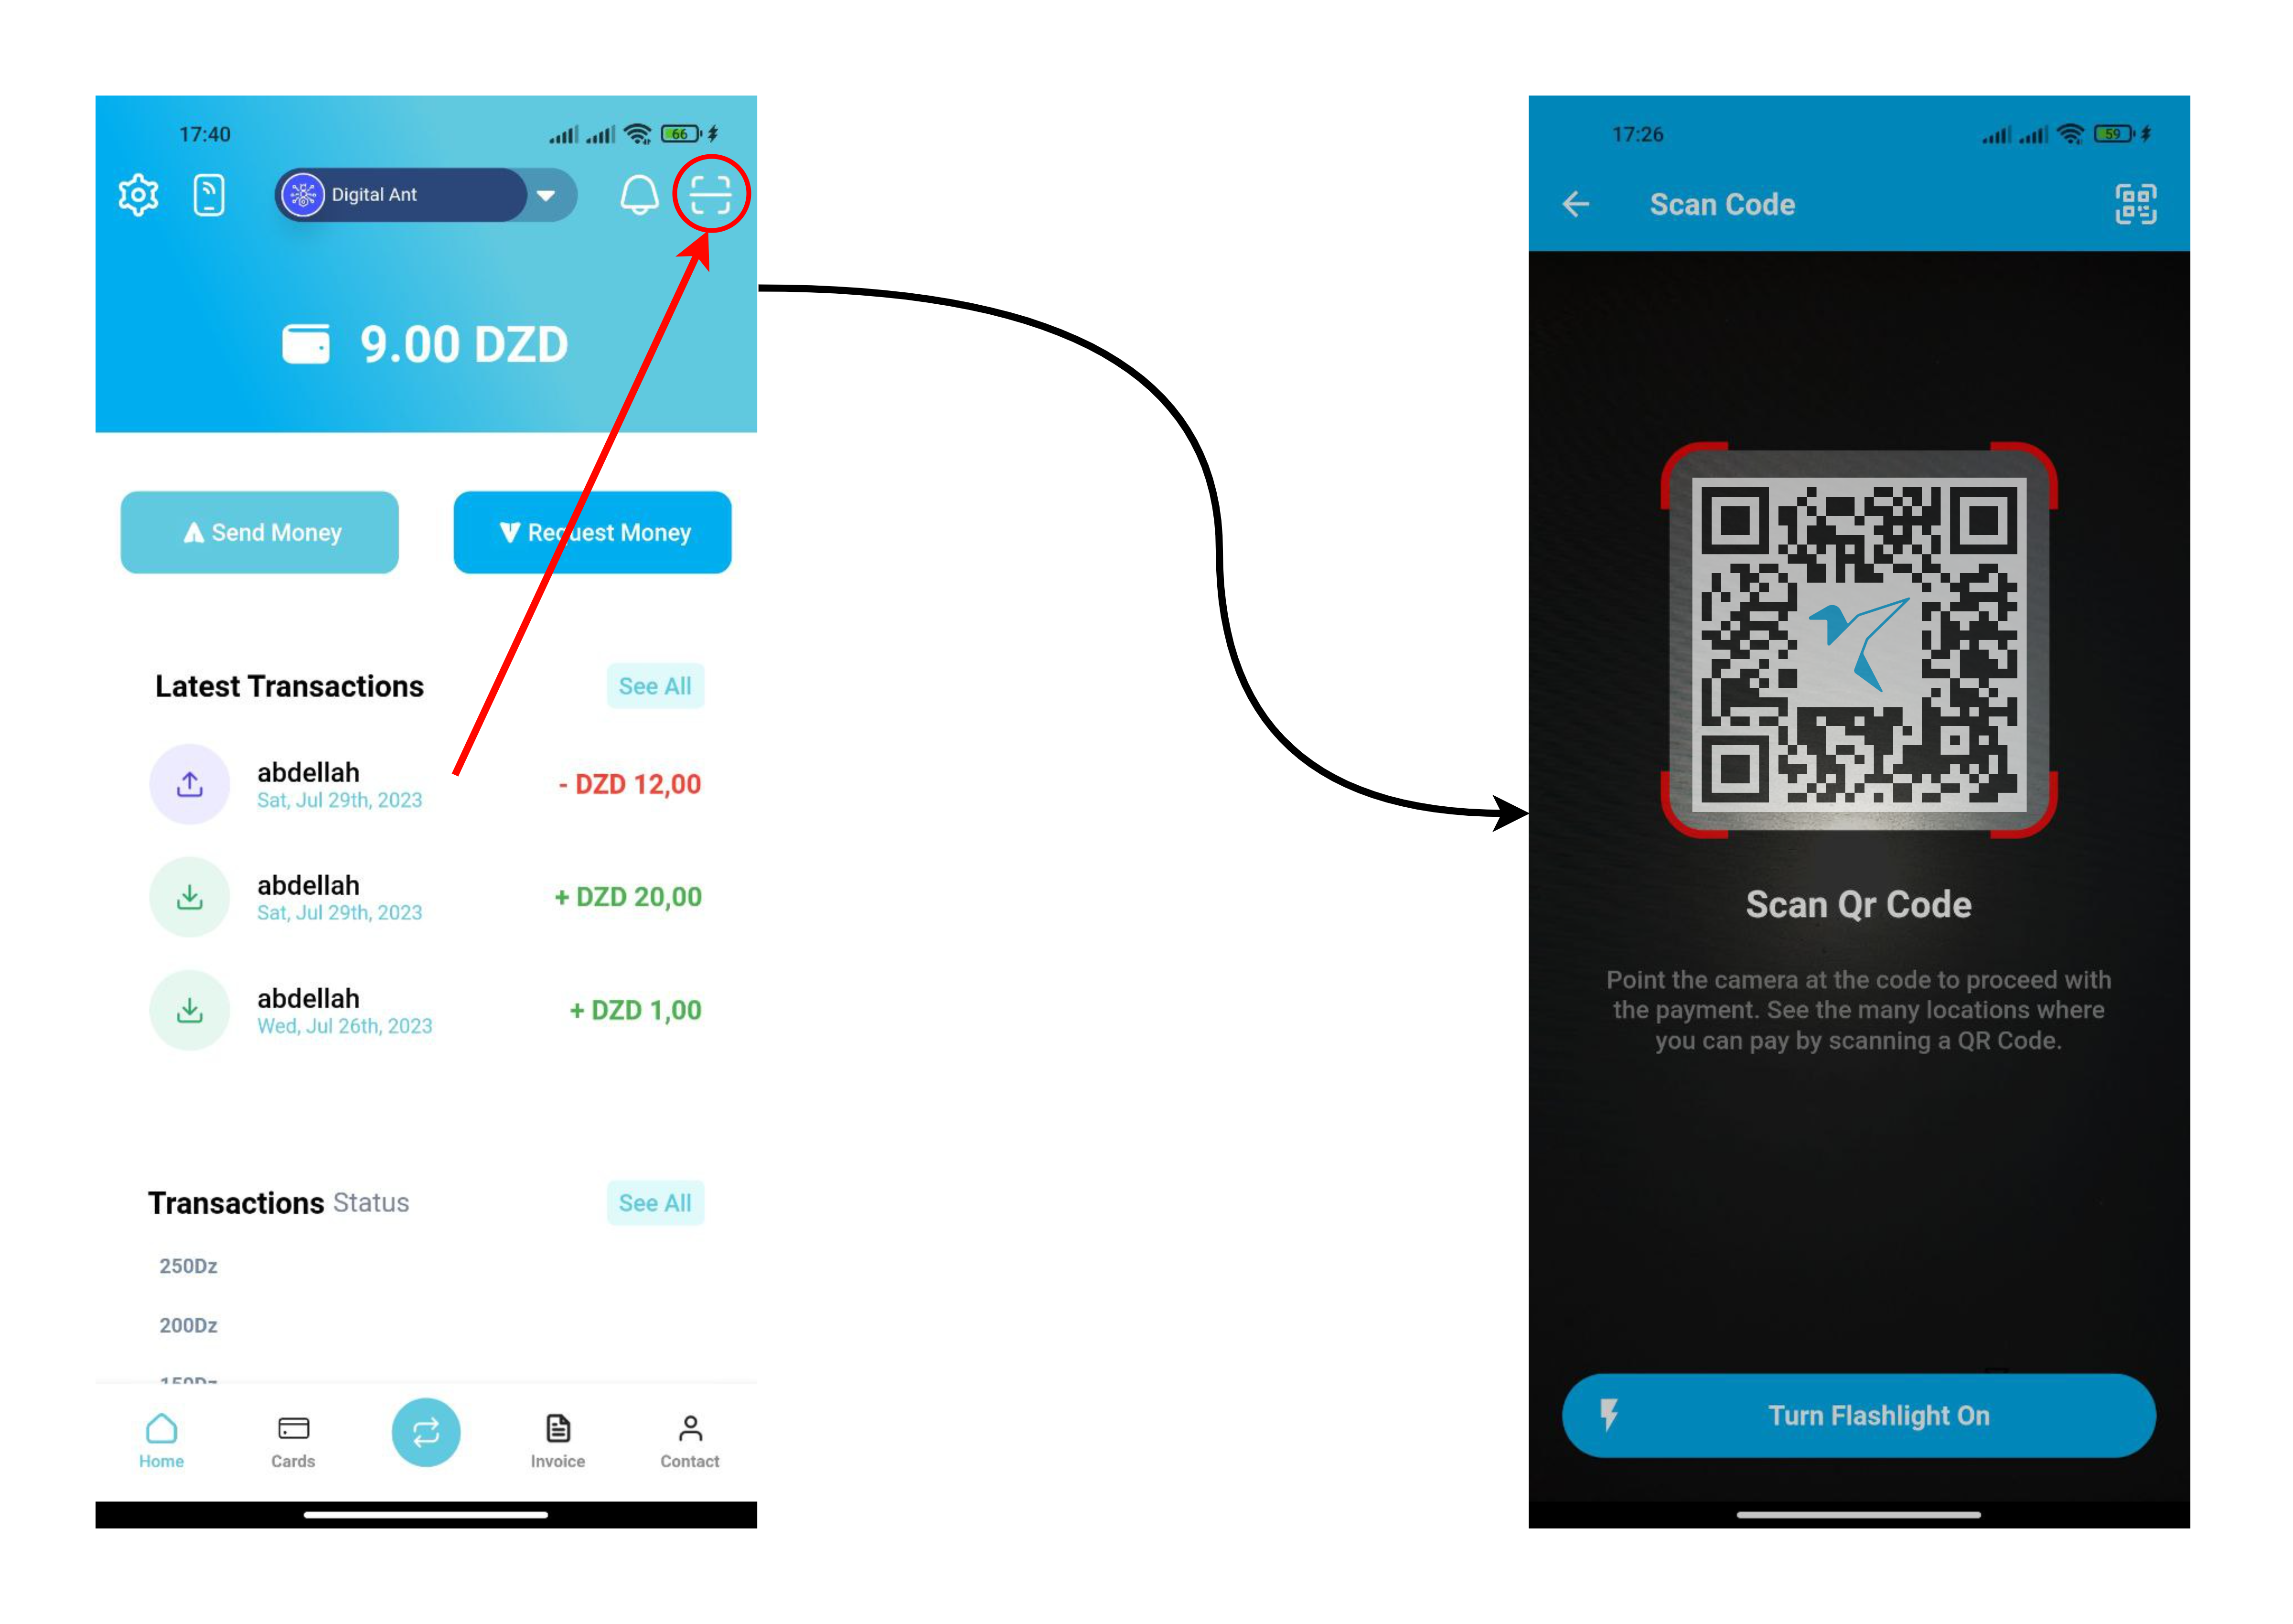 17:40
66
Digital Ant
9.00 DZD
Send Money
Request Money
Latest Transactions
See All
abdellah
- DZD 12,00
Sat, Jul 29th, 2023
abdellah
+ DZD 20,00
Sat, Jul 29th, 2023
abdellah
+ DZD 1,00
Wed, Jul 26th, 2023
Transactions Status
See All
250Dz
200Dz
150Dz
Home
Cards
Invoice
Contact
17:26
59
Scan Code
Scan Qr Code
Point the camera at the code to proceed with
the payment. See the many locations where
you can pay by scanning a QR Code.
Turn Flashlight On